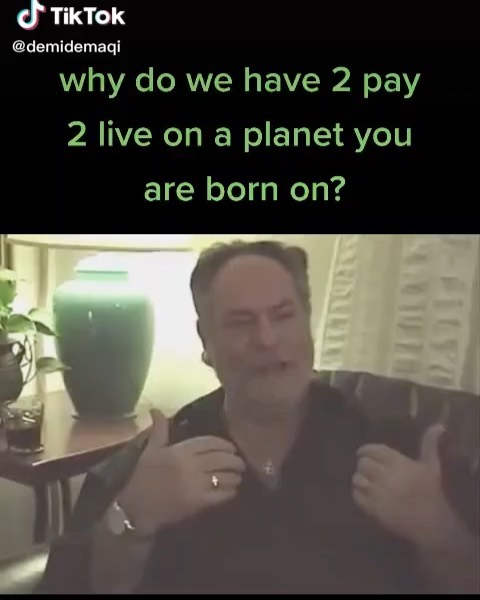 TikTok
@demidemaqi
why do we have 2 pay
2 live on a planet you
are born on?